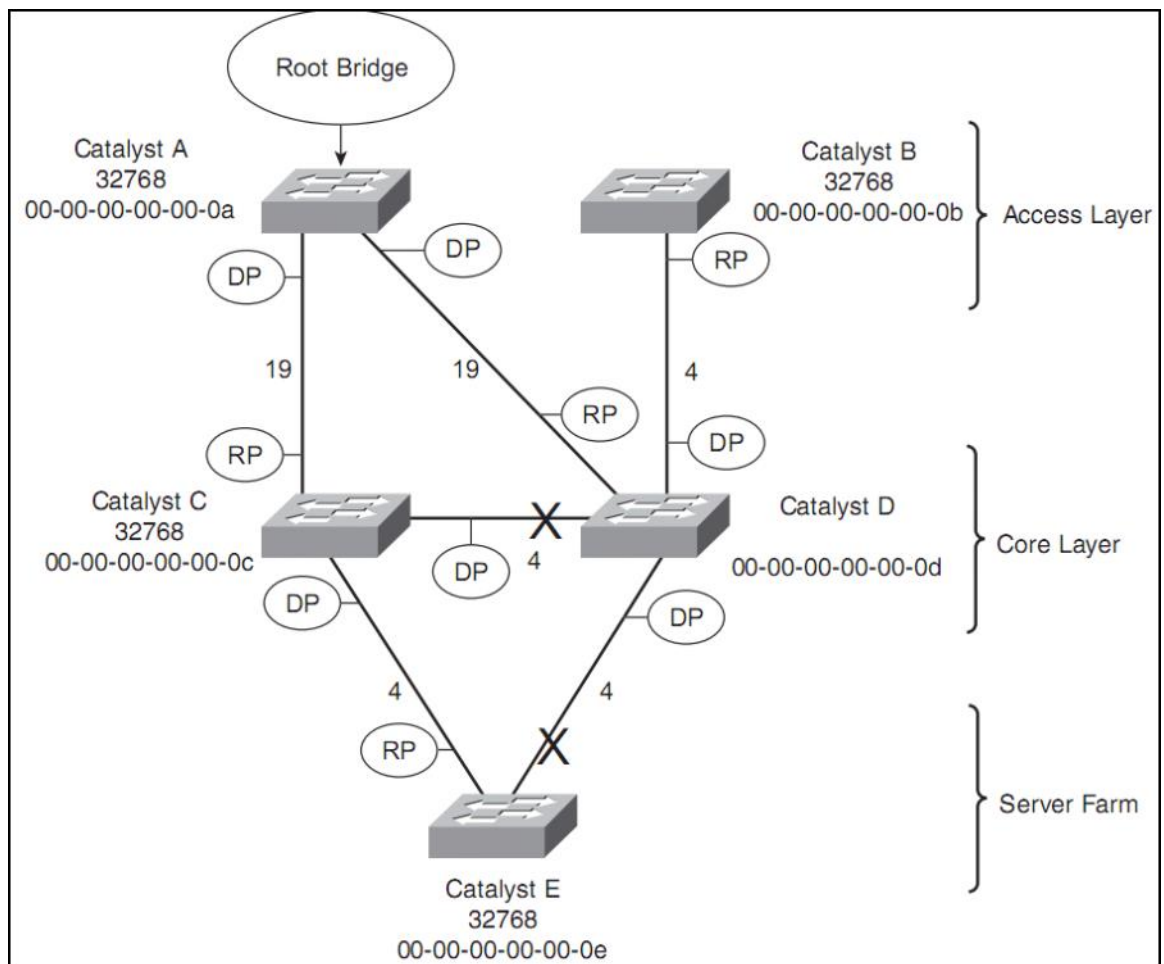 Root Bridge
Catalyst A
32768
00-00-00-00-00-0a
Catalyst B
32768
00-00-00-00-00-0b
Access Layer
DP
DP
RP
19
19
4
RP
RP
DP
Catalyst C
32768
00-00-00-00-00-0c
Catalyst D
00-00-00-00-00-0d
Core Layer
X
DP
4
DP
DP
4
4
RP
X
Server Farm
Catalyst E
32768
00-00-00-00-00-0e